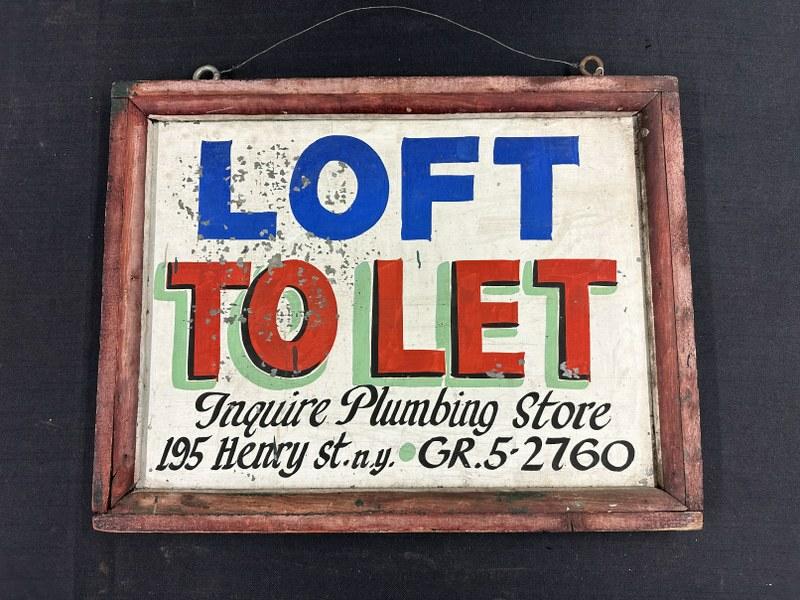 LOFT
TO LET
Inquire Plumbing Store
195 Henry St. n.y. • GR.5-2760